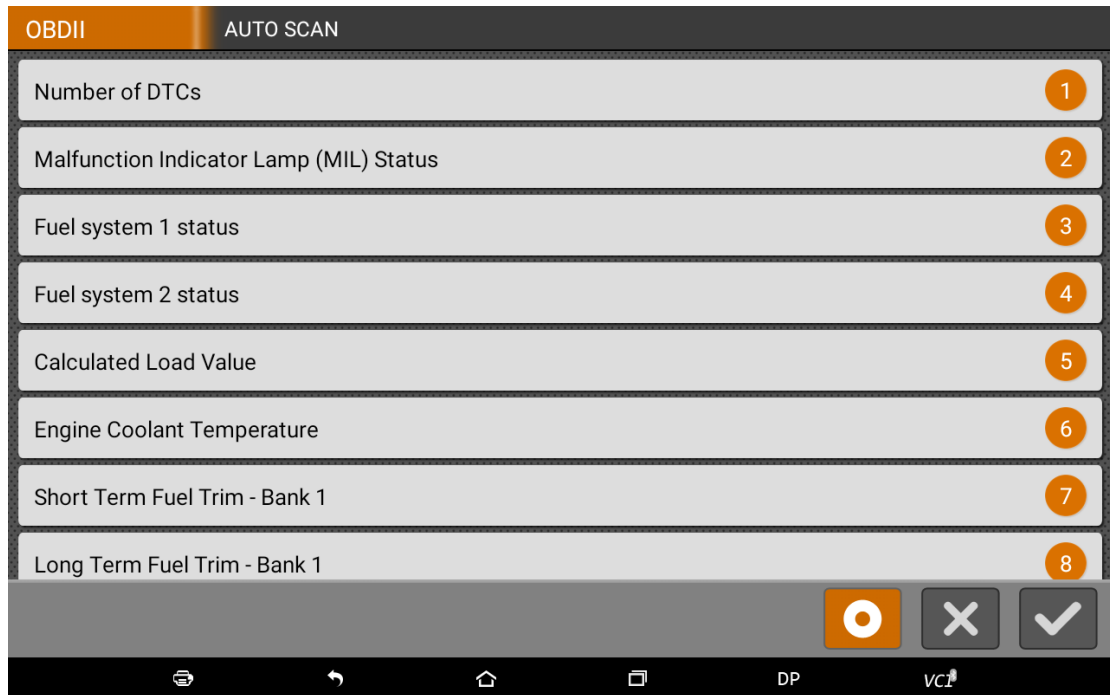 OBDII AUTO SCAN
Number of DTCs 1
Malfunction Indicator Lamp (MIL) Status 2
Fuel system 1 status 3
Fuel system 2 status 4
Calculated Load Value 5
Engine Coolant Temperature 6
Short Term Fuel Trim - Bank 1 7
Long Term Fuel Trim - Bank 1 8
DP VCI